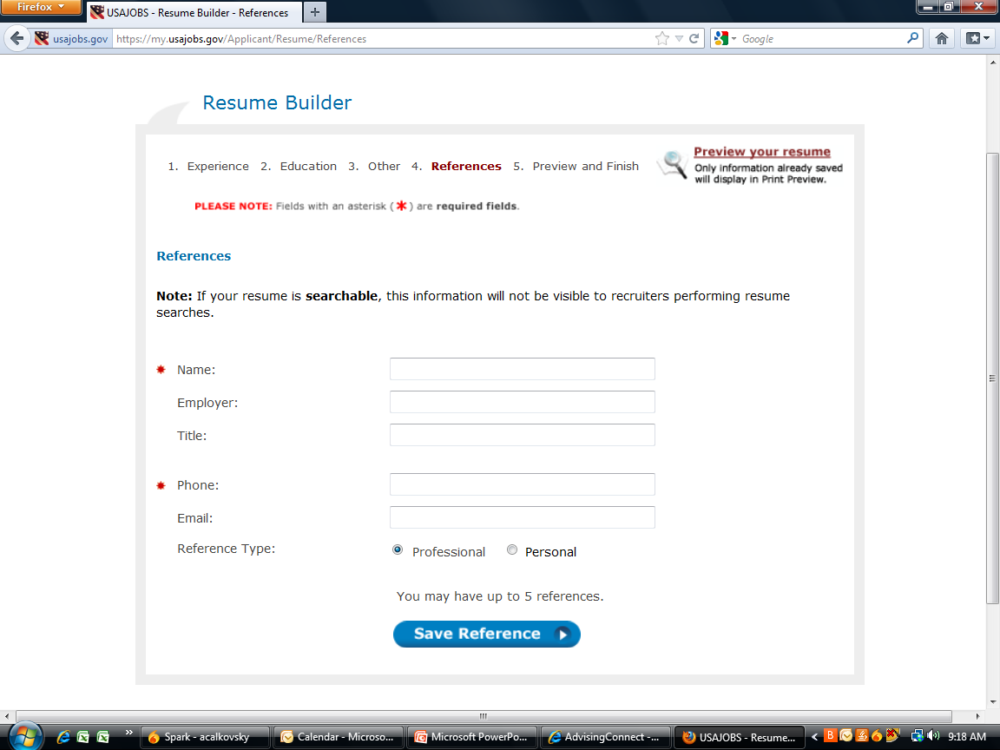 Firefox
USAJOBS - Resume Builder - References
usajobs.gov
https://my.usajobs.gov/Applicant/Resume/References
Google
Resume Builder
1. Experience 2. Education 3. Other 4. References 5. Preview and Finish
Preview your resume
Only information already saved
will display in Print Preview.
PLEASE NOTE: Fields with an asterisk ( * ) are required fields.
References
Note: If your resume is searchable, this information will not be visible to recruiters performing resume
searches.
Name:
Employer:
Title:
Phone:
Email:
Reference Type:
Professional
Personal
You may have up to 5 references.
Save Reference
Spark - acalkovsky
Calendar - Microso...
Microsoft PowerPo...
AdvisingConnect -...
USAJOBS - Resume...
9:18 AM